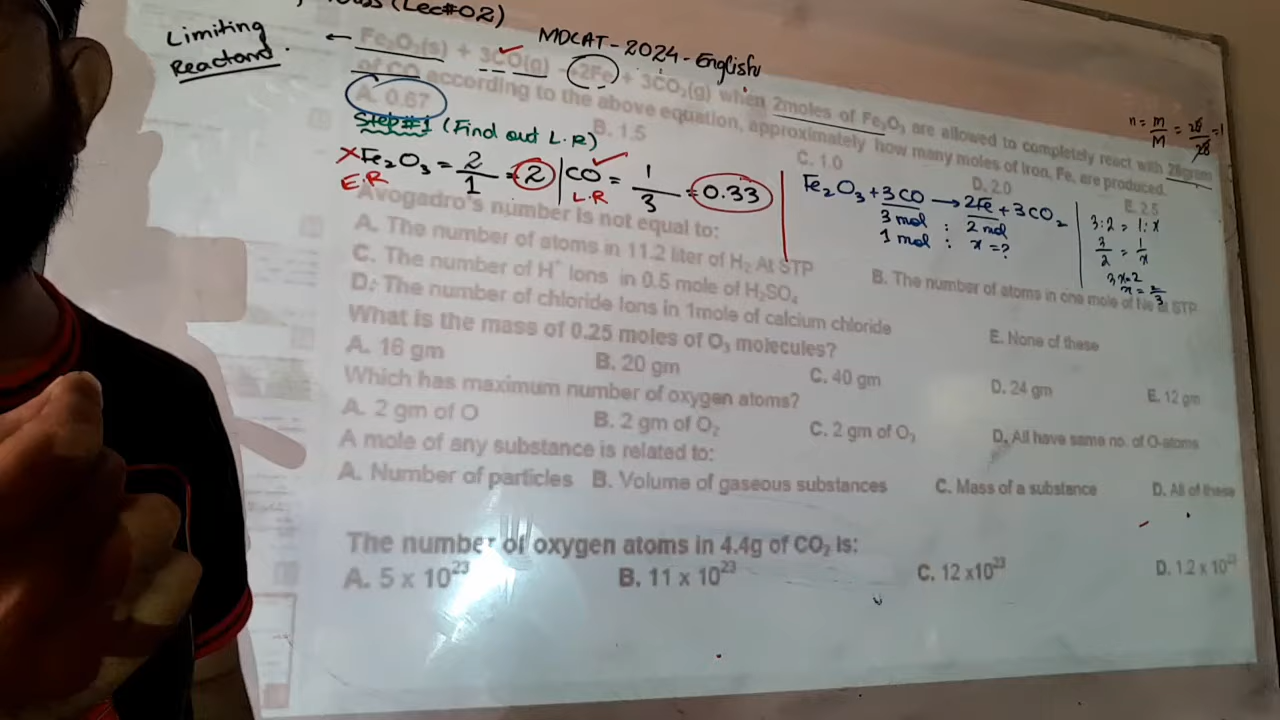 (Lec#02)
Limiting
Reactant.
MDCAT-2024-English
← Fe₂O₃(s) + 3CO(g) → 2Fe + 3CO₂(g) when 2moles of Fe₂O₃ are allowed to completely react with 28gram
of CO according to the above equation, approximately how many moles of Iron, Fe, are produced.
A. 0.67
B. 1.5
C. 1.0
D. 2.0
E. 2.5
n = m/M = 28/28 = 1
Step#1 (Find out L.R)
Fe₂O₃ = 2/1 = 2
E.R
CO = 1/3 = 0.33
L.R
Fe₂O₃ + 3CO → 2Fe + 3CO₂
3 mol : 2 mol
1 mol : x = ?
3:2 = 1:x
3/2 = 1/x
3x=2
x = 2/3
Avogadro's number is not equal to:
A. The number of atoms in 11.2 liter of H₂ At STP
B. The number of atoms in one mole of Ne at STP
C. The number of H⁺ Ions in 0.5 mole of H₂SO₄
D: The number of chloride Ions in 1mole of calcium chloride
E. None of these
What is the mass of 0.25 moles of O₃ molecules?
A. 16 gm
B. 20 gm
C. 40 gm
D. 24 gm
E. 12 gm
Which has maximum number of oxygen atoms?
A. 2 gm of O
B. 2 gm of O₂
C. 2 gm of O₃
D. All have same no. of O-atoms
A mole of any substance is related to:
A. Number of particles
B. Volume of gaseous substances
C. Mass of a substance
D. All of these
The number of oxygen atoms in 4.4g of CO₂ is:
A. 5 x 10²³
B. 11 x 10²³
C. 12 x10²³
D. 1.2 x 10²³